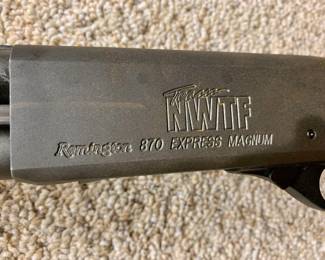 NWTF
Remington 870 EXPRESS MAGNUM